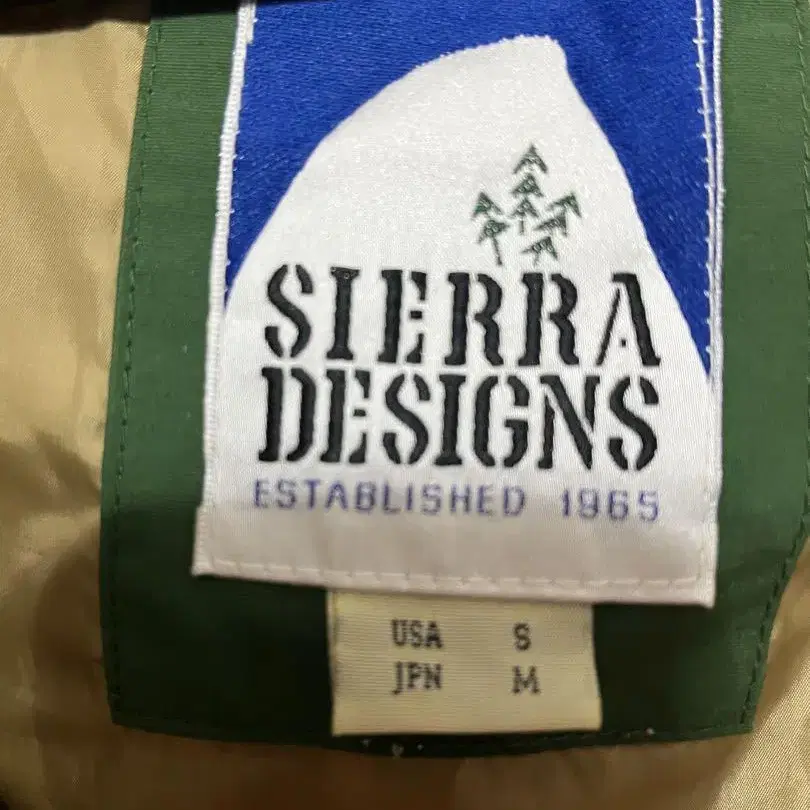 SIERRA
DESIGNS
ESTABLISHED 1965
USA S
JPN M